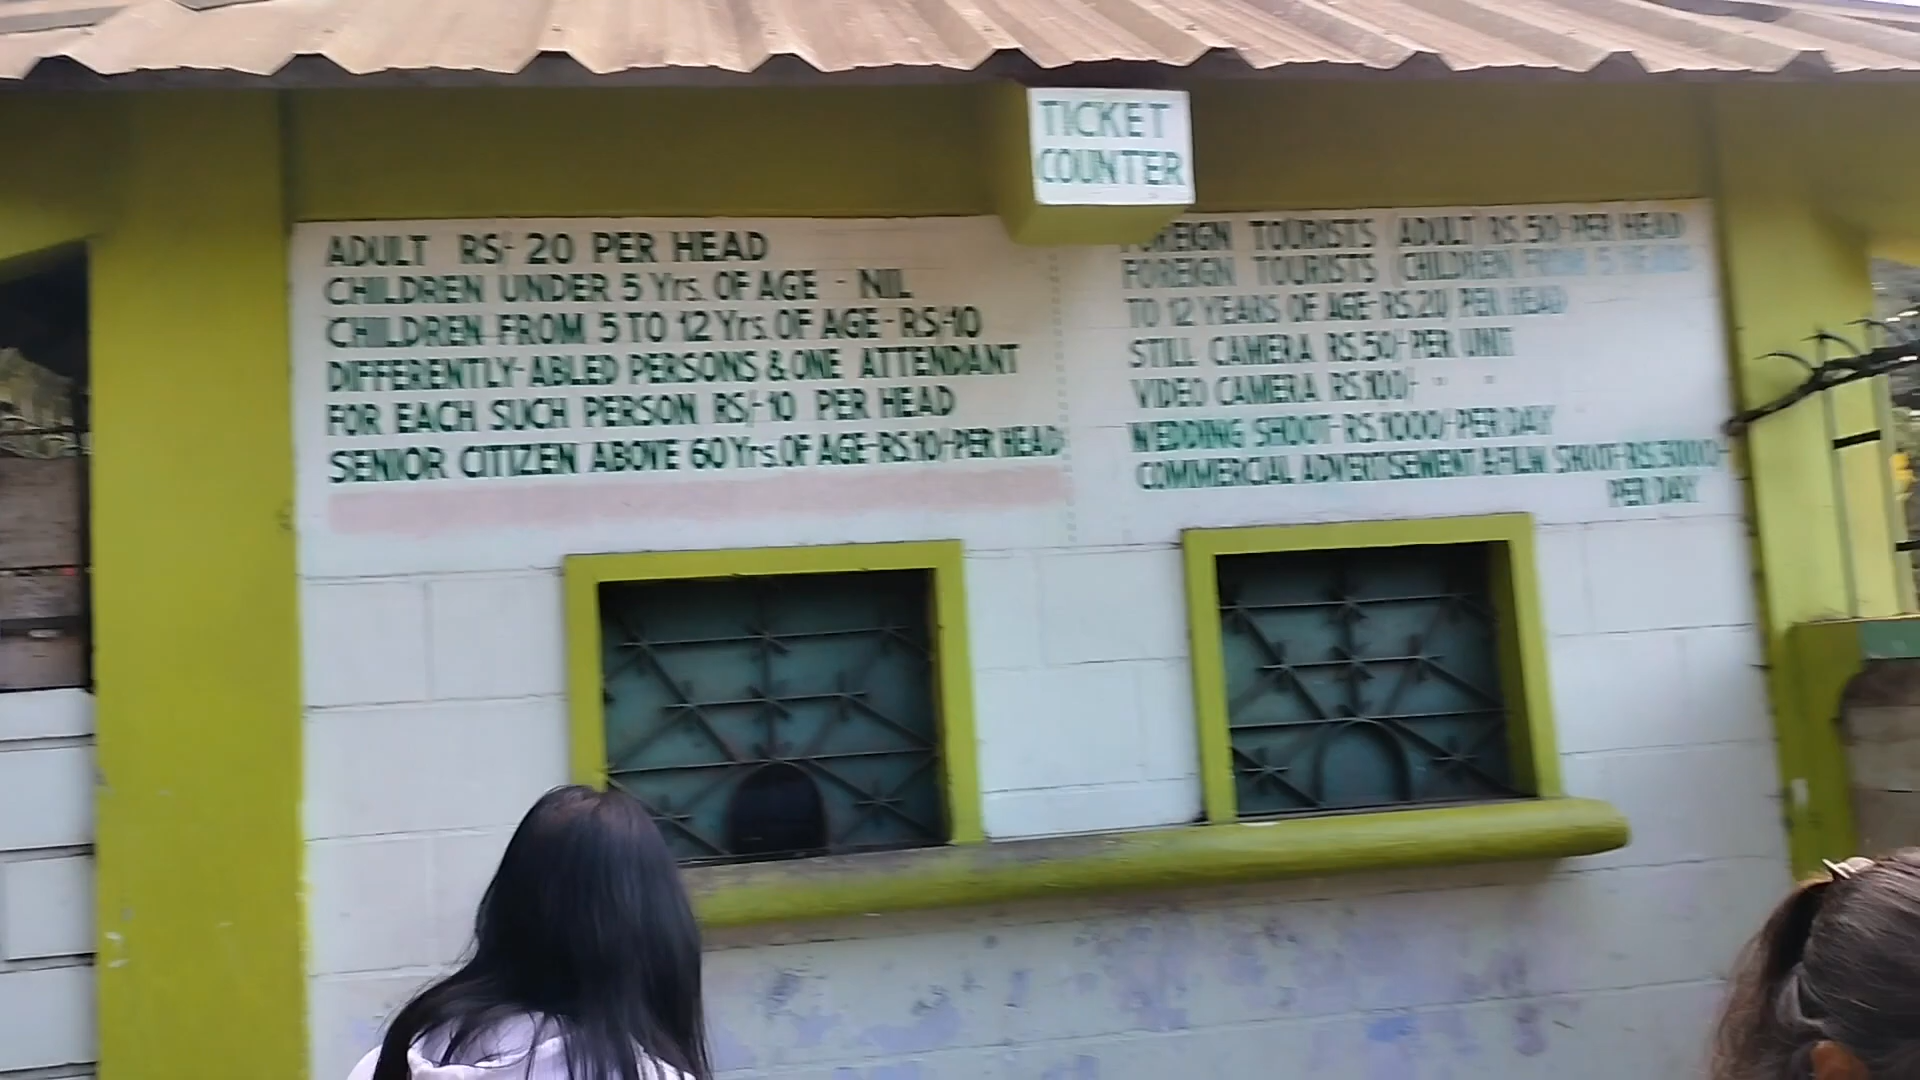 TICKET
COUNTER
ADULT RS/- 20 PER HEAD
CHILDREN UNDER 5 Yrs. OF AGE - NIL
CHILDREN FROM 5 TO 12 Yrs. OF AGE - RS/-10
DIFFERENTLY-ABLED PERSONS & ONE ATTENDANT
FOR EACH SUCH PERSON RS/-10 PER HEAD
SENIOR CITIZEN ABOVE 60 Yrs. OF AGE-RS.10/-PER HEAD
FOREIGN TOURISTS (ADULT) RS.50/-PER HEAD
FOREIGN TOURISTS (CHILDREN) FROM 5 YEARS
TO 12 YEARS OF AGE-RS.20/ PER HEAD
STILL CAMERA RS.50/-PER UNIT
VIDEO CAMERA RS.100/- " "
WEDDING SHOOT-RS.1000/-PER DAY
COMMERCIAL ADVERTISEMENT & FILM SHOOT-
PER DAY